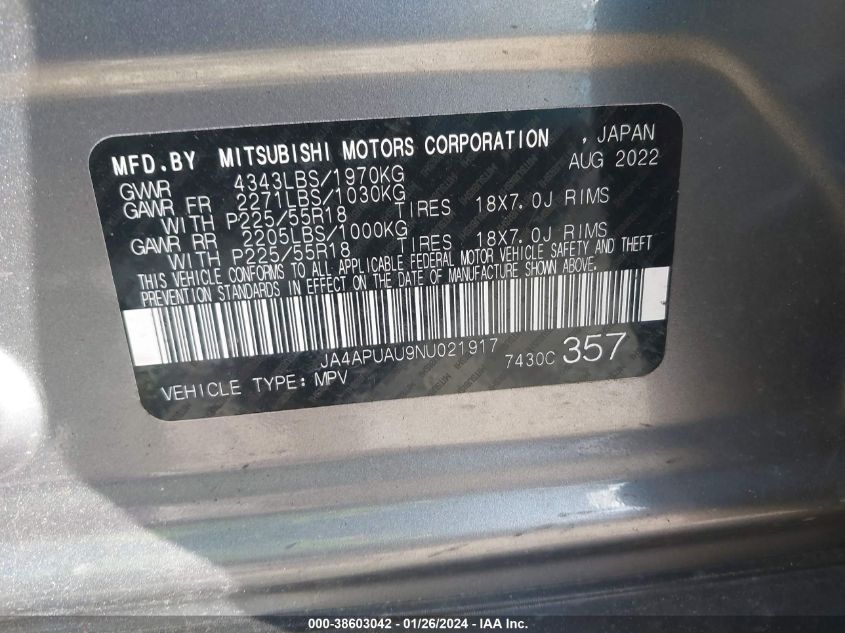 MFD.BY MITSUBISHI MOTORS CORPORATION , JAPAN
AUG 2022
GVWR 4343LBS/1970KG
GAWR FR 2271LBS/1030KG
WITH P225/55R18 TIRES 18X7.0J RIMS
GAWR RR 2205LBS/1000KG
WITH P225/55R18 TIRES 18X7.0J RIMS
THIS VEHICLE CONFORMS TO ALL APPLICABLE FEDERAL MOTOR VEHICLE SAFETY AND THEFT
PREVENTION STANDARDS IN EFFECT ON THE DATE OF MANUFACTURE SHOWN ABOVE.
JA4APUAU9NU021917
7430C 357
VEHICLE TYPE: MPV
000-38603042 - 01/26/2024 - IAAI - US